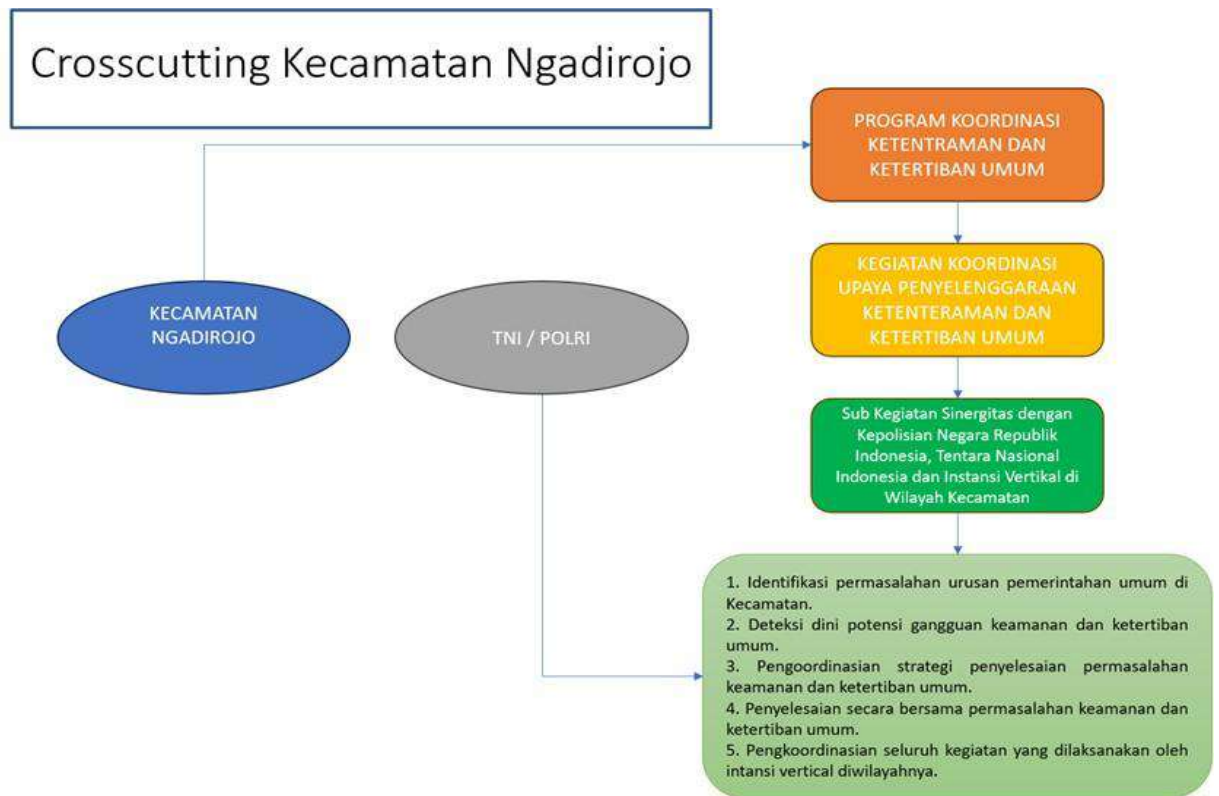 Crosscutting Kecamatan Ngadirojo
PROGRAM KOORDINASI
KETENTRAMAN DAN
KETERTIBAN UMUM
KECAMATAN
NGADIROJO
TNI / POLRI
KEGIATAN KOORDINASI
UPAYA PENYELENGGARAAN
KETENTERAMAN DAN
KETERTIBAN UMUM
Sub Kegiatan Sinergitas dengan
Kepolisian Negara Republik
Indonesia, Tentara Nasional
Indonesia dan Instansi Vertikal di
Wilayah Kecamatan
1. Identifikasi permasalahan urusan pemerintahan umum di
Kecamatan.
2. Deteksi dini potensi gangguan keamanan dan ketertiban
umum.
3. Pengoordinasian strategi penyelesaian permasalahan
keamanan dan ketertiban umum.
4. Penyelesaian secara bersama permasalahan keamanan dan
ketertiban umum.
5. Pengkoordinasian seluruh kegiatan yang dilaksanakan oleh
intansi vertical diwilayahnya.